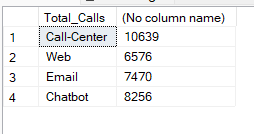 Total_Calls (No column name)
1 Call-Center 10639
2 Web 6576
3 Email 7470
4 Chatbot 8256